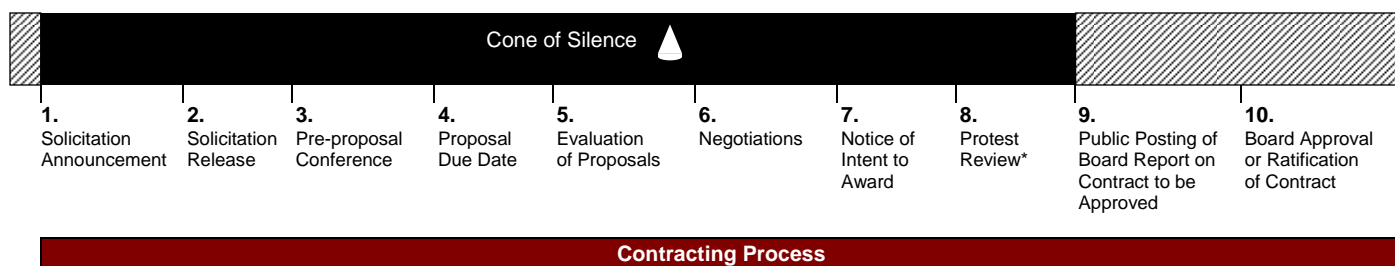 Cone of Silence
1.
Solicitation
Announcement
2.
Solicitation
Release
3.
Pre-proposal
Conference
4.
Proposal
Due Date
5.
Evaluation
of Proposals
6.
Negotiations
7.
Notice of
Intent to
Award
8.
Protest
Review*
9.
Public Posting of
Board Report on
Contract to be
Approved
10.
Board Approval
or Ratification
of Contract
Contracting Process